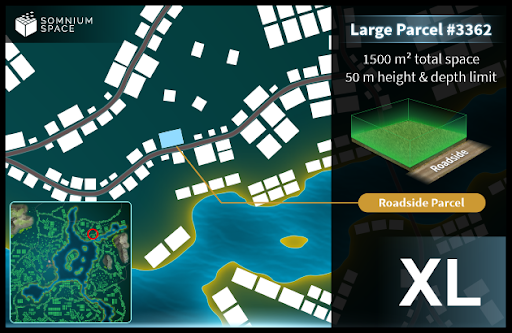 SOMNIUM
SPACE
Large Parcel #3362
1500 m² total space
50 m height & depth limit
Roadside
Roadside Parcel
XL